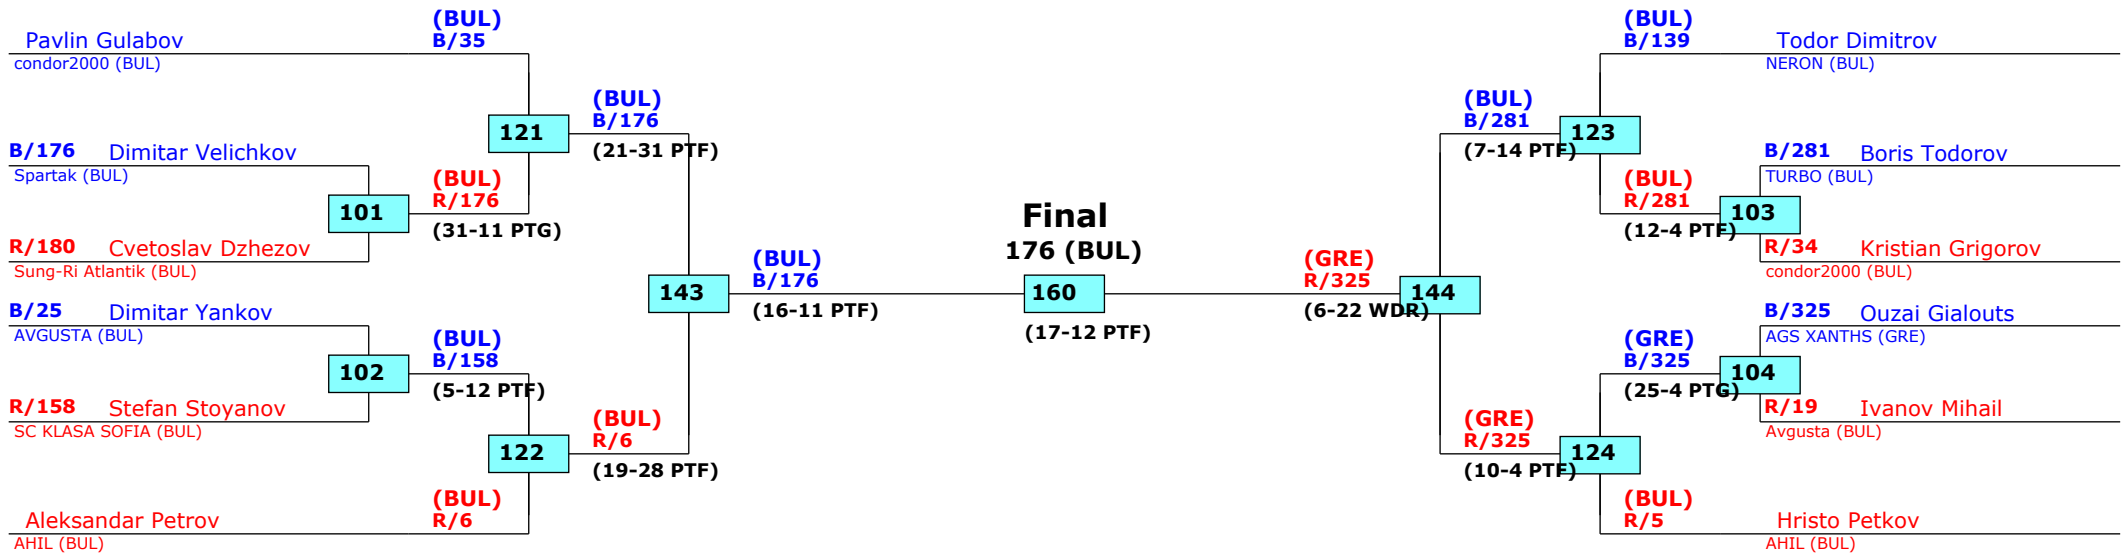 (BUL)
B/35
Pavlin Gulabov
condor2000 (BUL)
121
(BUL)
B/176
(21-31 PTF)
B/176 Dimitar Velichkov
Spartak (BUL)
101
(BUL)
R/176
(31-11 PTG)
R/180 Cvetoslav Dzhezov
Sung-Ri Atlantik (BUL)
143
(BUL)
B/176
(16-11 PTF)
B/25 Dimitar Yankov
AVGUSTA (BUL)
102
(BUL)
B/158
(5-12 PTF)
R/158 Stefan Stoyanov
SC KLASA SOFIA (BUL)
122
(BUL)
R/6
(19-28 PTF)
(BUL)
R/6
Aleksandar Petrov
AHIL (BUL)
Final
176 (BUL)
160
(17-12 PTF)
(BUL)
B/139
Todor Dimitrov
NERON (BUL)
(BUL)
B/281
123
(7-14 PTF)
B/281 Boris Todorov
TURBO (BUL)
(BUL)
R/281
103
(12-4 PTF)
R/34 Kristian Grigorov
condor2000 (BUL)
(GRE)
R/325
144
(6-22 WDR)
B/325 Ouzai Gialouts
AGS XANTHS (GRE)
(GRE)
B/325
104
(25-4 PTG)
R/19 Ivanov Mihail
Avgusta (BUL)
(GRE)
R/325
124
(10-4 PTF)
(BUL)
R/5
Hristo Petkov
AHIL (BUL)